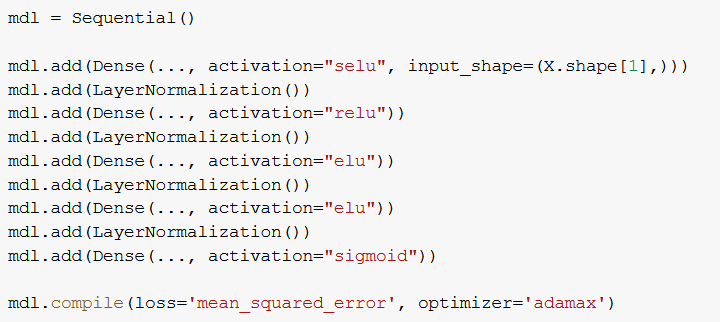 mdl = Sequential()
mdl.add(Dense(..., activation="selu", input_shape=(X.shape[1],)))
mdl.add(LayerNormalization())
mdl.add(Dense(..., activation="relu"))
mdl.add(LayerNormalization())
mdl.add(Dense(..., activation="elu"))
mdl.add(LayerNormalization())
mdl.add(Dense(..., activation="elu"))
mdl.add(LayerNormalization())
mdl.add(Dense(..., activation="sigmoid"))
mdl.compile(loss='mean_squared_error', optimizer='adamax')